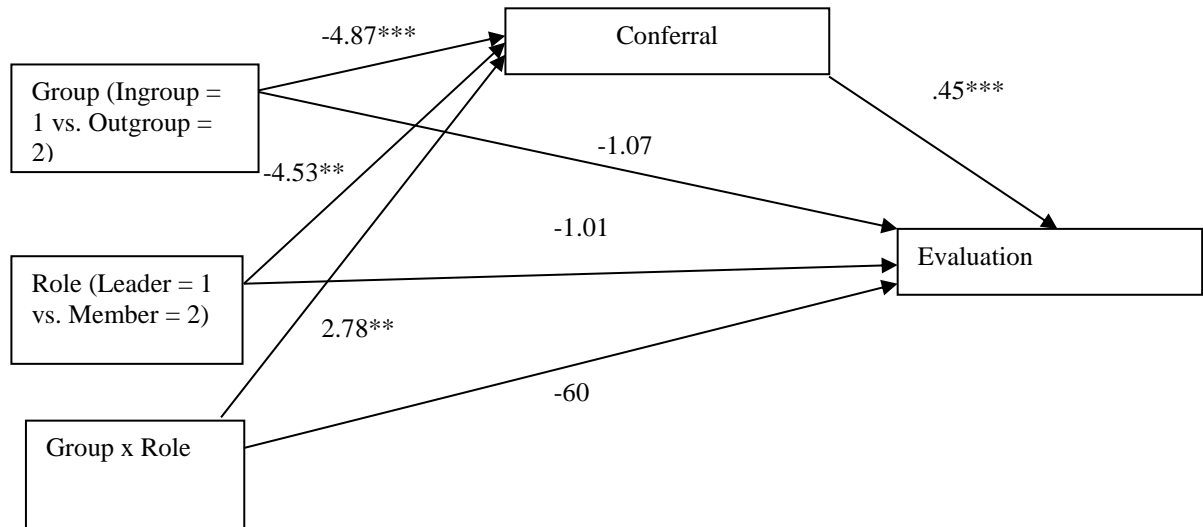 -4.87***
Conferral
Group (Ingroup =
1 vs. Outgroup =
2)
.45***
-1.07
-4.53**
-1.01
Evaluation
Role (Leader = 1
vs. Member = 2)
2.78**
-60
Group x Role